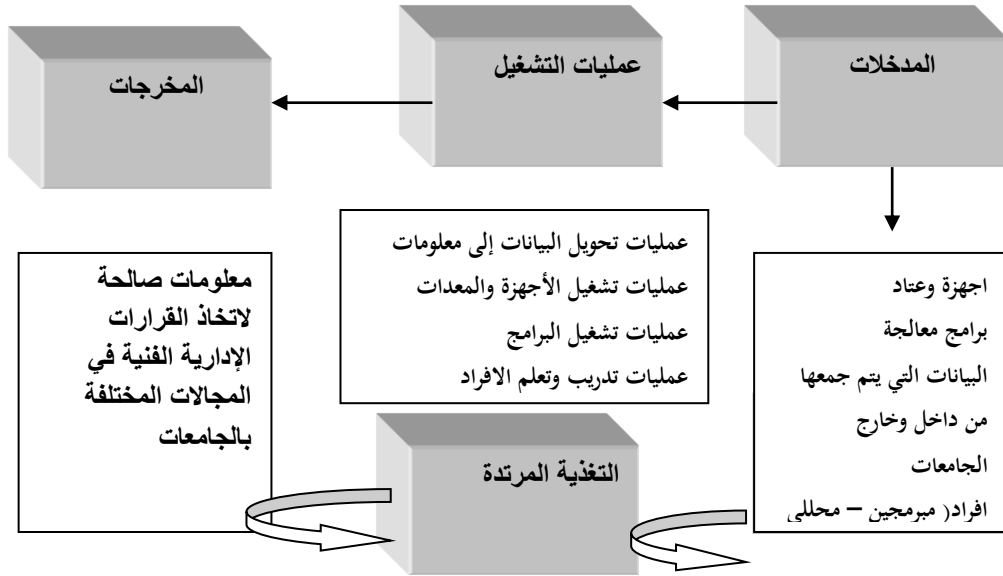 المدخلات
عمليات التشغيل
المخرجات
اجهزة وعتاد
برامج معالجة
البيانات التي يتم جمعها
من داخل وخارج
الجامعات
افراد( مبرمجين – محللي
عمليات تحويل البيانات إلى معلومات
عمليات تشغيل الأجهزة والمعدات
عمليات تشغيل البرامج
عمليات تدريب وتعلم الافراد
معلومات صالحة
لاتخاذ القرارات
الإدارية الفنية في
المجالات المختلفة
بالجامعات
التغذية المرتدة